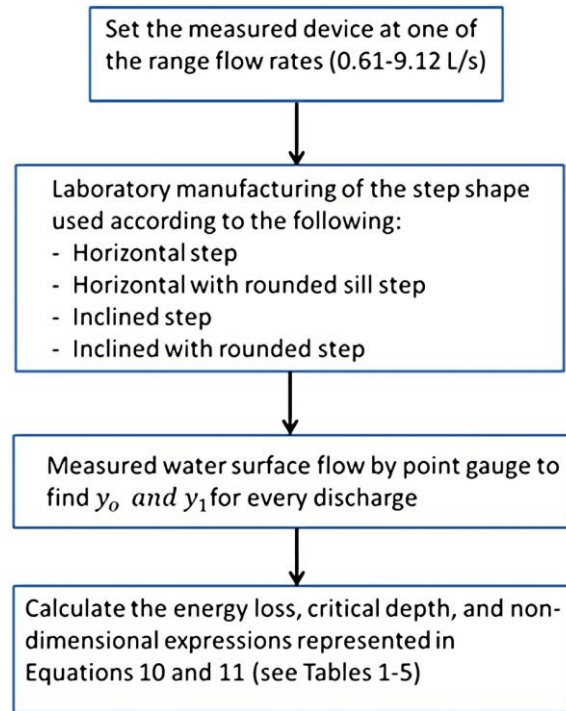 Set the measured device at one of
the range flow rates (0.61-9.12 L/s)
Laboratory manufacturing of the step shape
used according to the following:
- Horizontal step
- Horizontal with rounded sill step
- Inclined step
- Inclined with rounded step
Measured water surface flow by point gauge to
find yₒ and y₁ for every discharge
Calculate the energy loss, critical depth, and non-
dimensional expressions represented in
Equations 10 and 11 (see Tables 1-5)